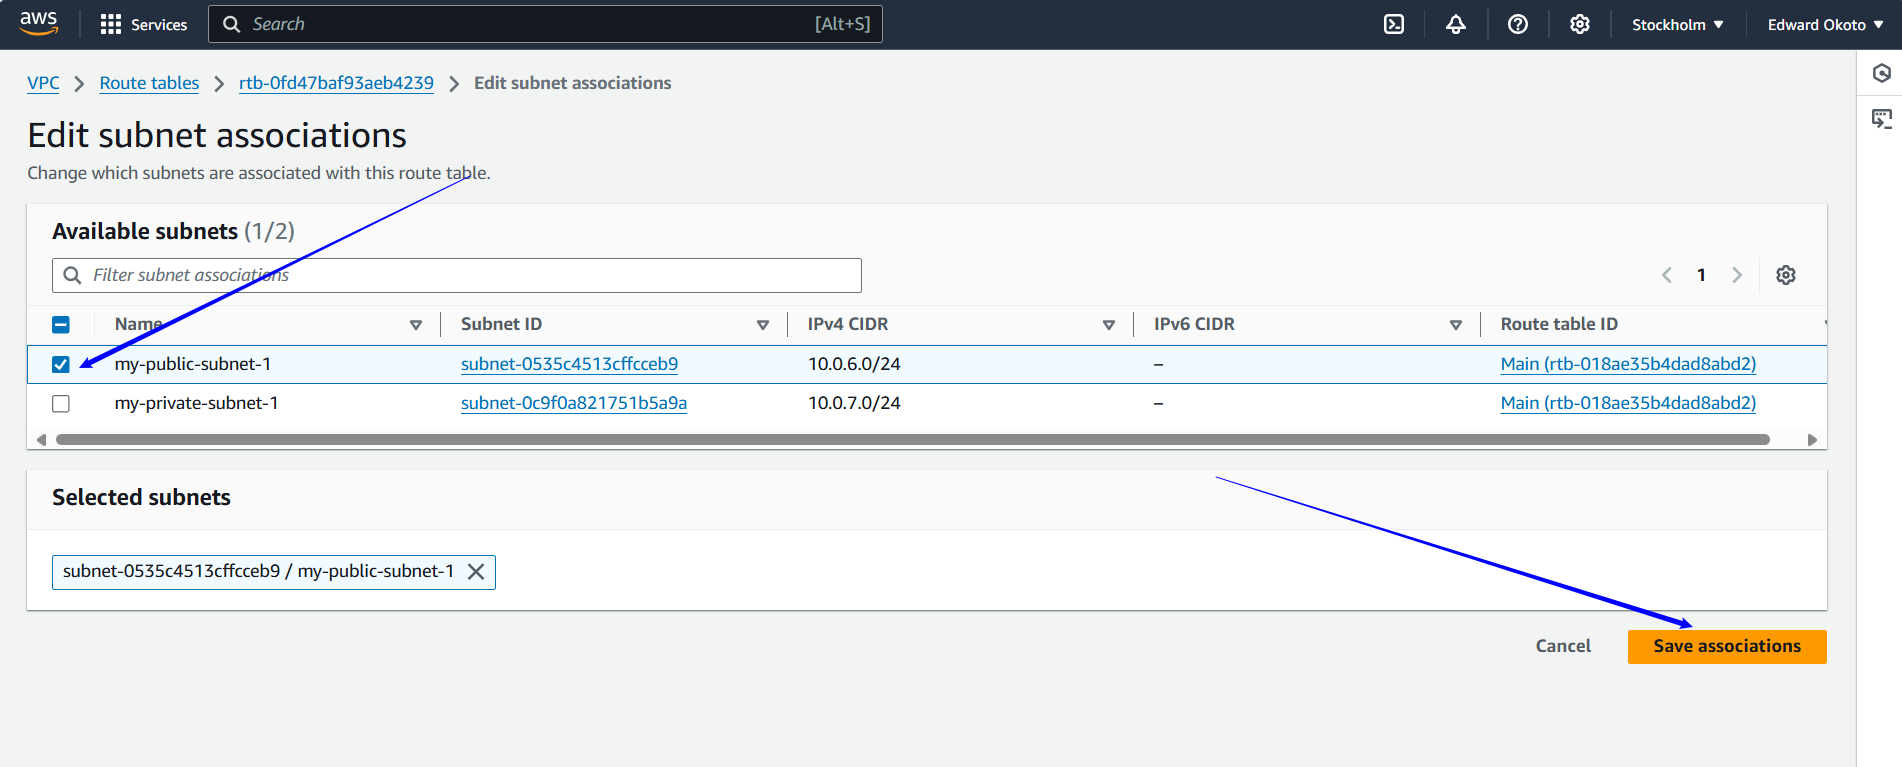 aws Services Search [Alt+S] Stockholm Edward Okoto
VPC Route tables rtb-0fd47baf93aeb4239 Edit subnet associations
Edit subnet associations
Change which subnets are associated with this route table.
Available subnets (1/2)
Filter subnet associations 1
Name Subnet ID IPv4 CIDR IPv6 CIDR Route table ID
my-public-subnet-1 subnet-0535c4513cffcceb9 10.0.6.0/24 – Main (rtb-018ae35b4dad8abd2)
my-private-subnet-1 subnet-0c9f0a821751b5a9a 10.0.7.0/24 – Main (rtb-018ae35b4dad8abd2)
Selected subnets
subnet-0535c4513cffcceb9 / my-public-subnet-1
Cancel Save associations